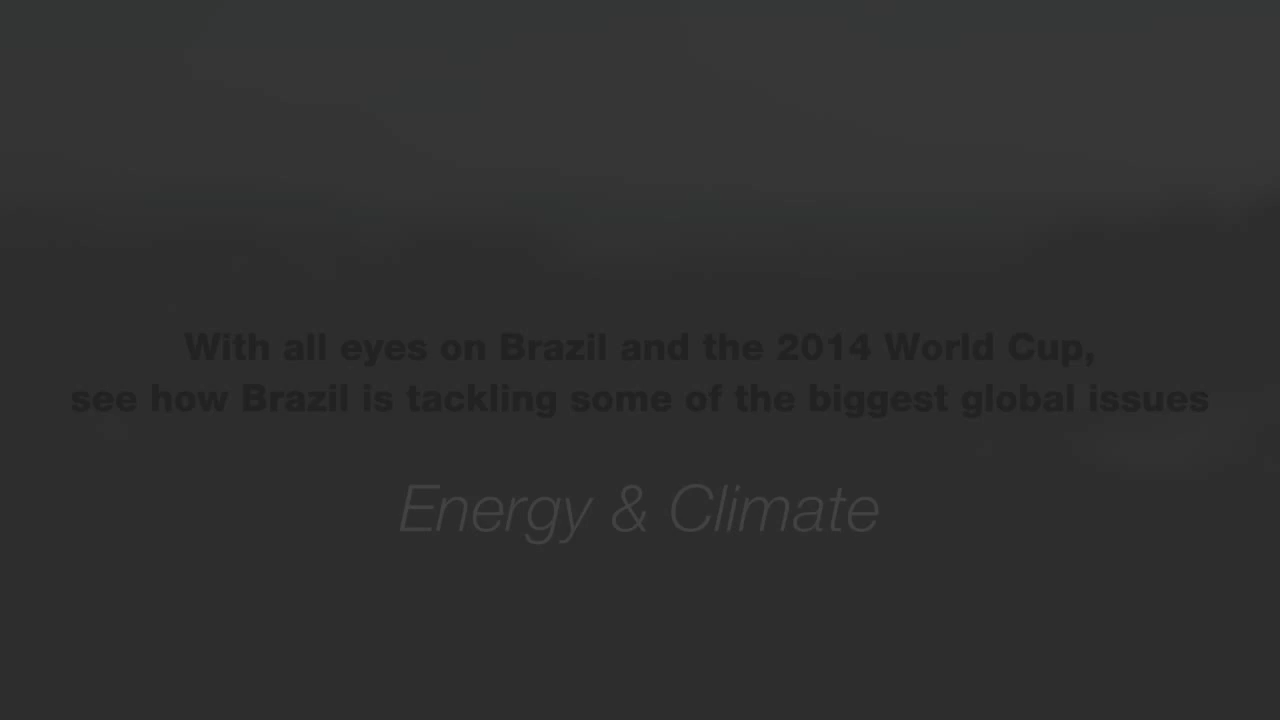 With all eyes on Brazil and the 2014 World Cup,
see how Brazil is tackling some of the biggest global issues
Energy & Climate